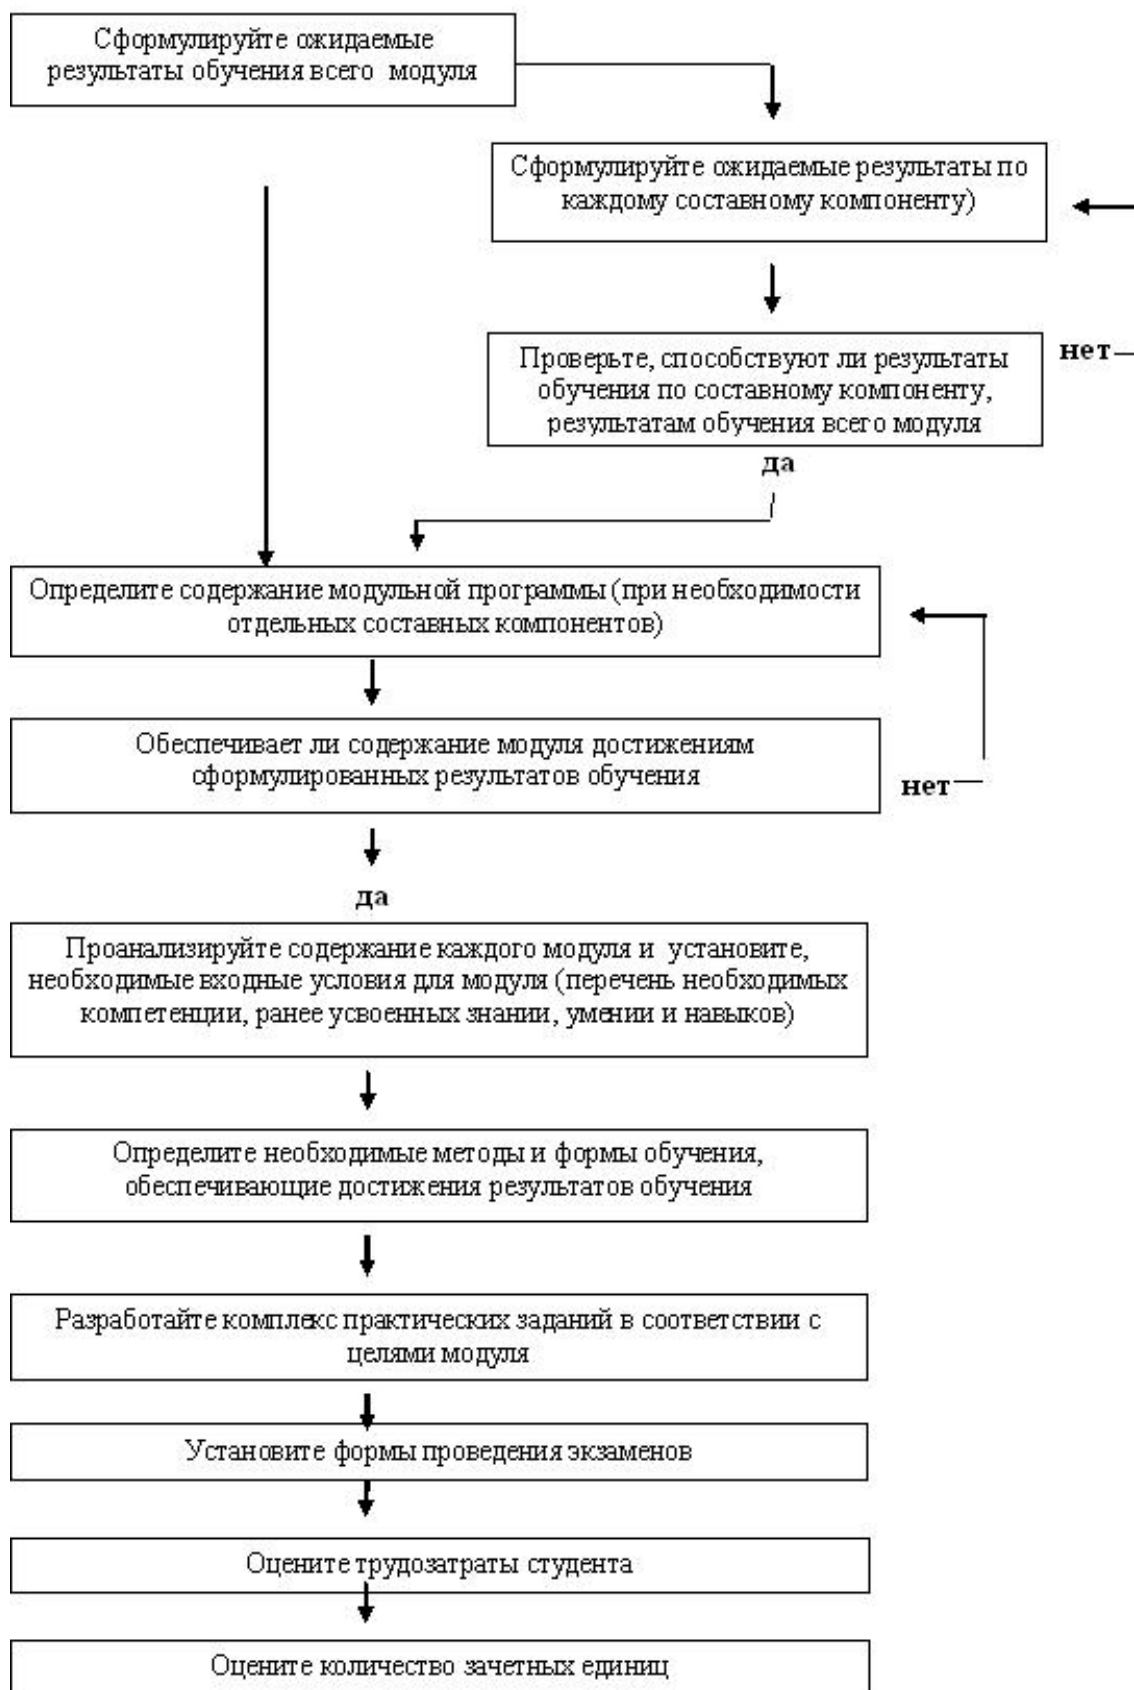 Сформулируйте ожидаемые
результаты обучения всего модуля
Сформулируйте ожидаемые результаты по
каждому составному компоненту)
Проверьте, способствуют ли результаты
обучения по составному компоненту,
результатам обучения всего модуля
нет
да
Определите содержание модульной программы (при необходимости
отдельных составных компонентов)
Обеспечивает ли содержание модуля достижениям
сформулированных результатов обучения
нет
да
Проанализируйте содержание каждого модуля и установите,
необходимые входные условия для модуля (перечень необходимых
компетенции, ранее усвоенных знании, умении и навыков)
Определите необходимые методы и формы обучения,
обеспечивающие достижения результатов обучения
Разработайте комплекс практических заданий в соответствии с
целями модуля
Установите формы проведения экзаменов
Оцените трудозатраты студента
Оцените количество зачетных единиц